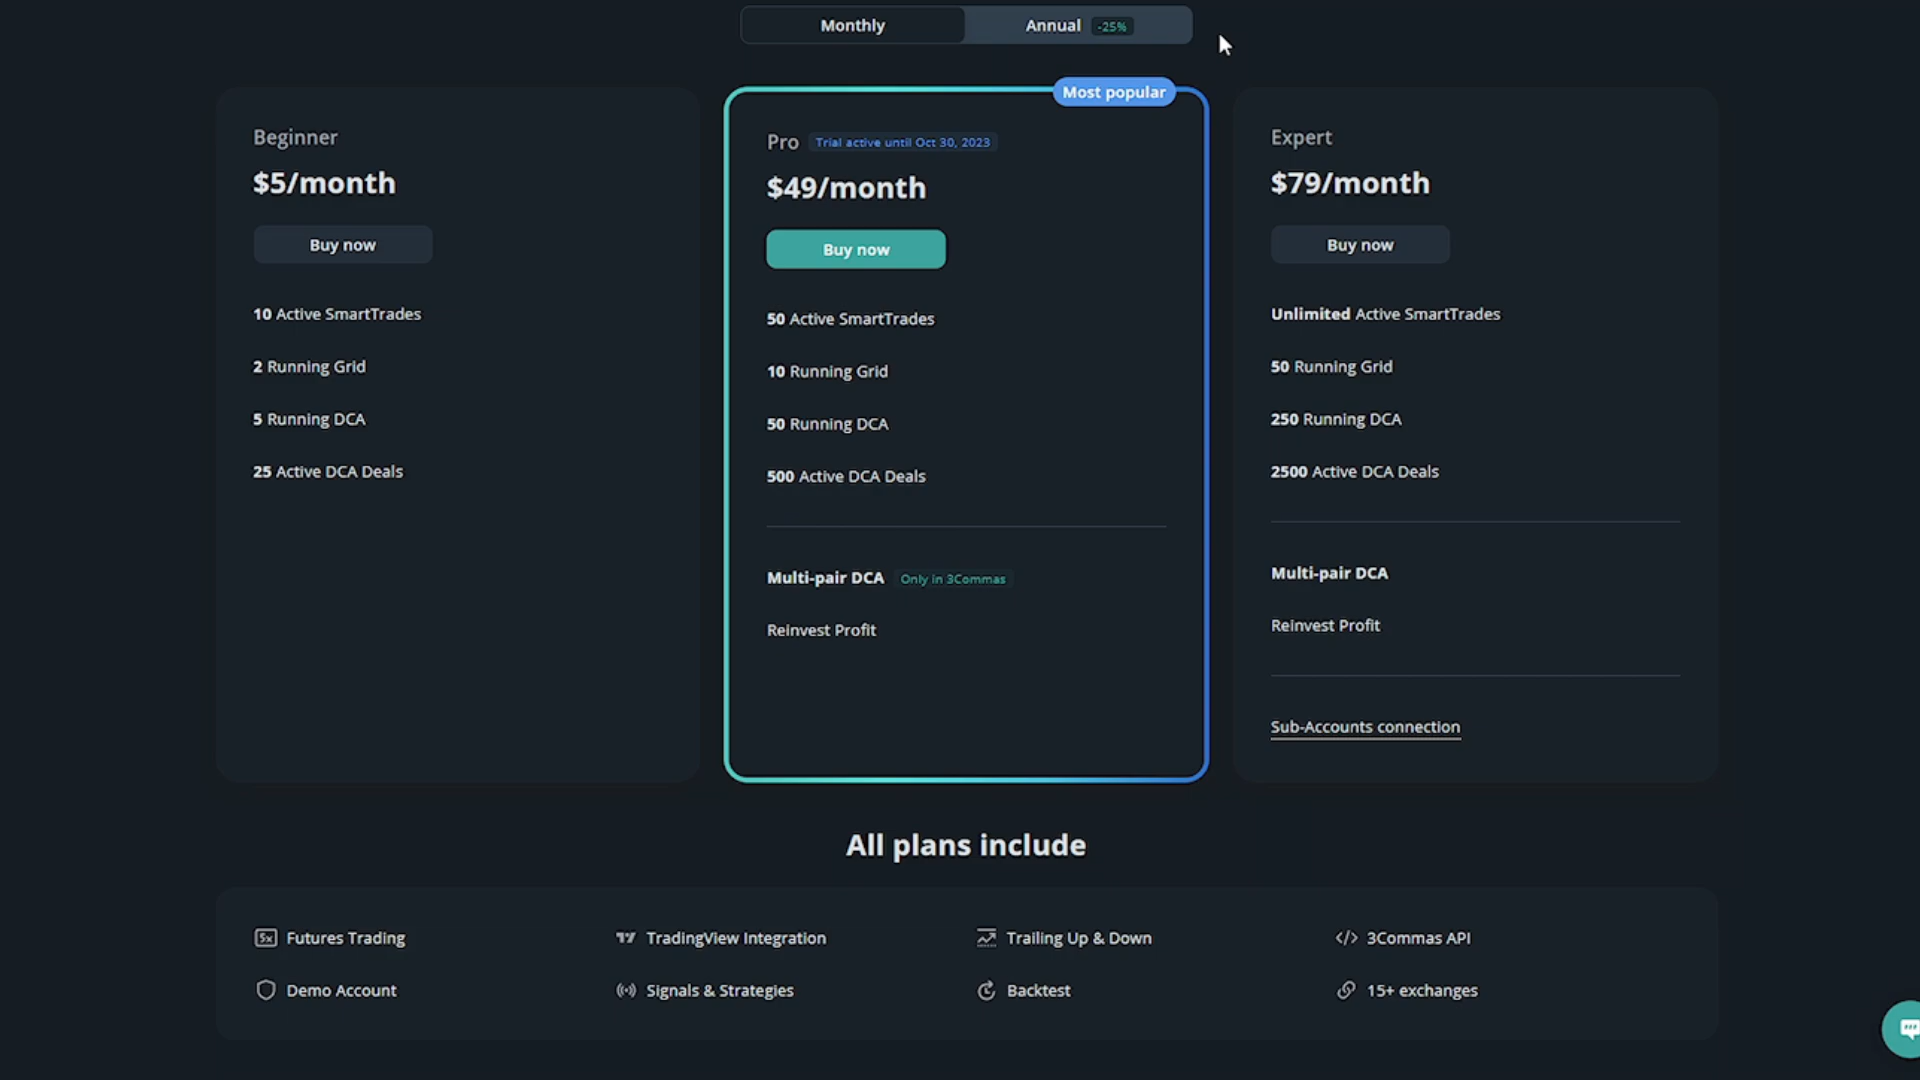 Monthly
Annual -25%
Most popular
Beginner
$5/month
Buy now
10 Active SmartTrades
2 Running Grid
5 Running DCA
25 Active DCA Deals
Pro Trial active until Oct 30, 2023
$49/month
Buy now
50 Active SmartTrades
10 Running Grid
50 Running DCA
500 Active DCA Deals
Multi-pair DCA Only in 3Commas
Reinvest Profit
Expert
$79/month
Buy now
Unlimited Active SmartTrades
50 Running Grid
250 Running DCA
2500 Active DCA Deals
Multi-pair DCA
Reinvest Profit
Sub-Accounts connection
All plans include
5x Futures Trading
TradingView Integration
Trailing Up & Down
</> 3Commas API
Demo Account
Signals & Strategies
Backtest
15+ exchanges